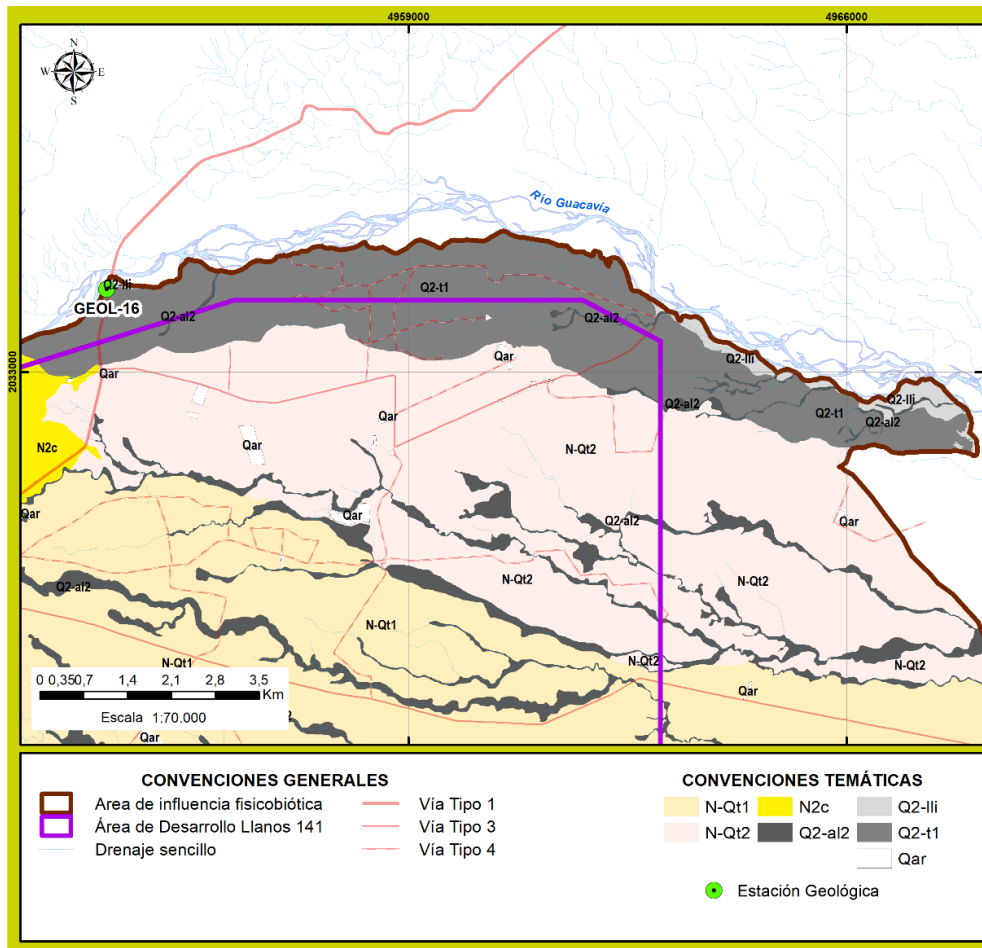 4959000
4966000
N
W E
S
Río Guacavía
Q2-lli
GEOL-16
Q2-t1
Q2-al2
Q2-al2
Q2-lli
2033000
Qar
Qar
Q2-lli
Q2-al2
Q2-t1
Q2-al2
Qar
N2c
Qar
N-Qt2
Qar
Qar
Q2-al2
Qar
N-Qt2
N-Qt2
Q2-al2
N-Qt1
N-Qt1
N-Qt2
N-Qt2
Qar
0 0,35 0,7 1,4 2,1 2,8 3,5
Km
Escala 1:70.000
Qar
CONVENCIONES GENERALES
Area de influencia fisicobiótica
Área de Desarrollo Llanos 141
Drenaje sencillo
Vía Tipo 1
Vía Tipo 3
Vía Tipo 4
CONVENCIONES TEMÁTICAS
N-Qt1 N2c Q2-lli
N-Qt2 Q2-al2 Q2-t1
Qar
Estación Geológica